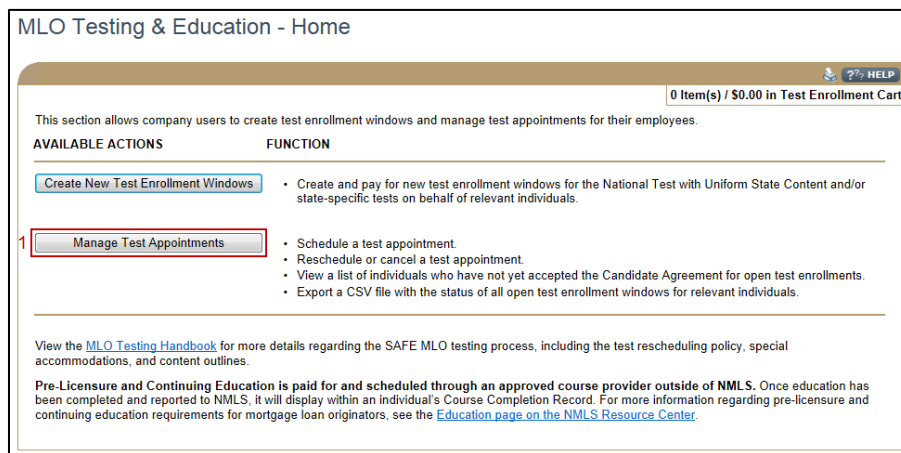 MLO Testing & Education - Home
??? HELP
0 Item(s) / $0.00 in Test Enrollment Cart
This section allows company users to create test enrollment windows and manage test appointments for their employees.
AVAILABLE ACTIONS FUNCTION
Create New Test Enrollment Windows • Create and pay for new test enrollment windows for the National Test with Uniform State Content and/or
state-specific tests on behalf of relevant individuals.
1 Manage Test Appointments • Schedule a test appointment.
• Reschedule or cancel a test appointment.
• View a list of individuals who have not yet accepted the Candidate Agreement for open test enrollments.
• Export a CSV file with the status of all open test enrollment windows for relevant individuals.
View the MLO Testing Handbook for more details regarding the SAFE MLO testing process, including the test rescheduling policy, special
accommodations, and content outlines.
Pre-Licensure and Continuing Education is paid for and scheduled through an approved course provider outside of NMLS. Once education has
been completed and reported to NMLS, it will display within an individual's Course Completion Record. For more information regarding pre-licensure and
continuing education requirements for mortgage loan originators, see the Education page on the NMLS Resource Center.